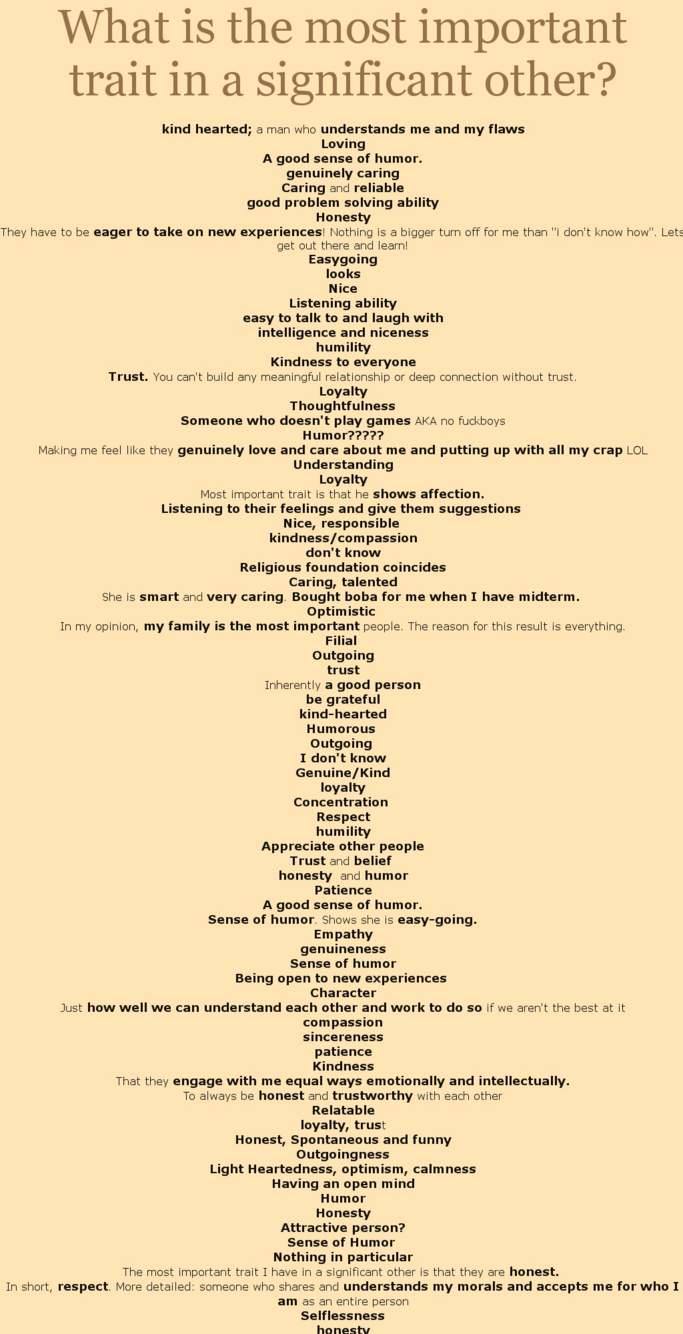 What is the most important
trait in a significant other?
kind hearted; a man who understands me and my flaws
Loving
A good sense of humor.
genuinely caring
Caring and reliable
good problem solving ability
Honesty
They have to be eager to take on new experiences! Nothing is a bigger turn off for me than "i don't know how". Lets
get out there and learn!
Easygoing
looks
Nice
Listening ability
easy to talk to and laugh with
intelligence and niceness
humility
Kindness to everyone
Trust. You can't build any meaningful relationship or deep connection without trust.
Loyalty
Thoughtfulness
Someone who doesn't play games AKA no fuckboys
Humor?????
Making me feel like they genuinely love and care about me and putting up with all my crap LOL
Understanding
Loyalty
Most important trait is that he shows affection.
Listening to their feelings and give them suggestions
Nice, responsible
kindness/compassion
don't know
Religious foundation coincides
Caring, talented
She is smart and very caring. Bought boba for me when I have midterm.
Optimistic
In my opinion, my family is the most important people. The reason for this result is everything.
Filial
Outgoing
trust
Inherently a good person
be grateful
kind-hearted
Humorous
Outgoing
I don't know
Genuine/Kind
loyalty
Concentration
Respect
humility
Appreciate other people
Trust and belief
honesty and humor
Patience
A good sense of humor.
Sense of humor. Shows she is easy-going.
Empathy
genuineness
Sense of humor
Being open to new experiences
Character
Just how well we can understand each other and work to do so if we aren't the best at it
compassion
sincereness
patience
Kindness
That they engage with me equal ways emotionally and intellectually.
To always be honest and trustworthy with each other
Relatable
loyalty, trust
Honest, Spontaneous and funny
Outgoingness
Light Heartedness, optimism, calmness
Having an open mind
Humor
Honesty
Attractive person?
Sense of Humor
Nothing in particular
The most important trait I have in a significant other is that they are honest.
In short, respect. More detailed: someone who shares and understands my morals and accepts me for who I
am as an entire person
Selflessness
honesty